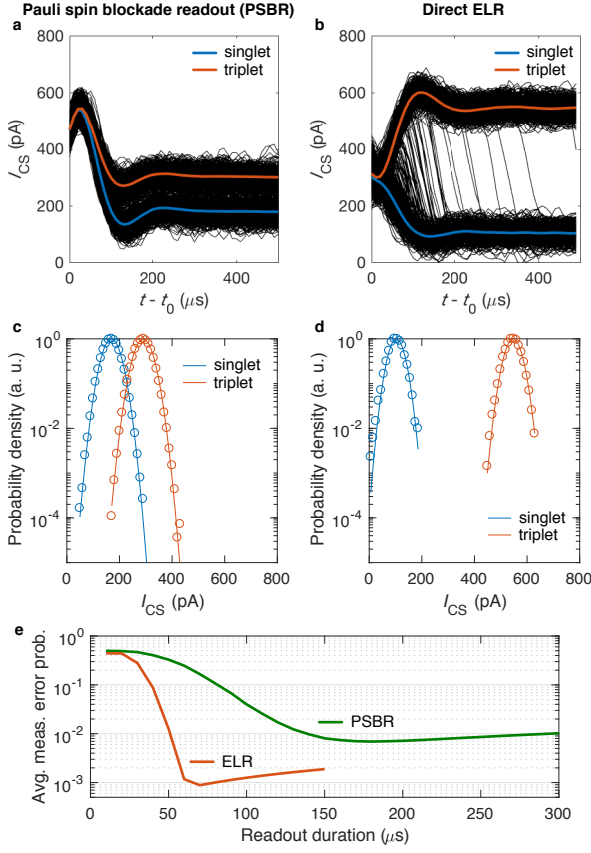 Pauli spin blockade readout (PSBR)
Direct ELR
a
b
singlet
triplet
singlet
triplet
800
600
400
200
0
I_CS (pA)
0
200
400
t - t_0 (μs)
800
600
400
200
0
I_CS (pA)
0
200
400
t - t_0 (μs)
c
d
10^0
10^-2
10^-4
Probability density (a. u.)
singlet
triplet
0
200
400
600
800
I_CS (pA)
10^0
10^-2
10^-4
Probability density (a. u.)
singlet
triplet
0
200
400
600
800
I_CS (pA)
e
10^0
10^-1
10^-2
10^-3
Avg. meas. error prob.
PSBR
ELR
0
50
100
150
200
250
300
Readout duration (μs)